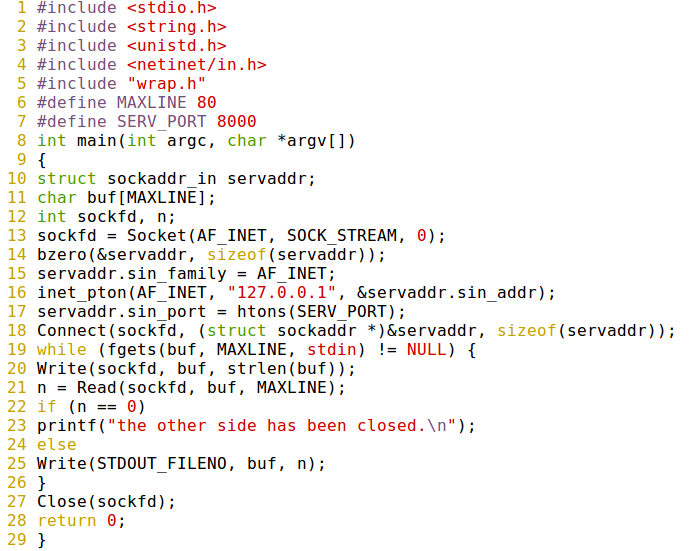 1 #include <stdio.h>
2 #include <string.h>
3 #include <unistd.h>
4 #include <netinet/in.h>
5 #include "wrap.h"
6 #define MAXLINE 80
7 #define SERV_PORT 8000
8 int main(int argc, char *argv[])
9 {
10 struct sockaddr_in servaddr;
11 char buf[MAXLINE];
12 int sockfd, n;
13 sockfd = Socket(AF_INET, SOCK_STREAM, 0);
14 bzero(&servaddr, sizeof(servaddr));
15 servaddr.sin_family = AF_INET;
16 inet_pton(AF_INET, "127.0.0.1", &servaddr.sin_addr);
17 servaddr.sin_port = htons(SERV_PORT);
18 Connect(sockfd, (struct sockaddr *)&servaddr, sizeof(servaddr));
19 while (fgets(buf, MAXLINE, stdin) != NULL) {
20 Write(sockfd, buf, strlen(buf));
21 n = Read(sockfd, buf, MAXLINE);
22 if (n == 0)
23 printf("the other side has been closed.\n");
24 else
25 Write(STDOUT_FILENO, buf, n);
26 }
27 Close(sockfd);
28 return 0;
29 }